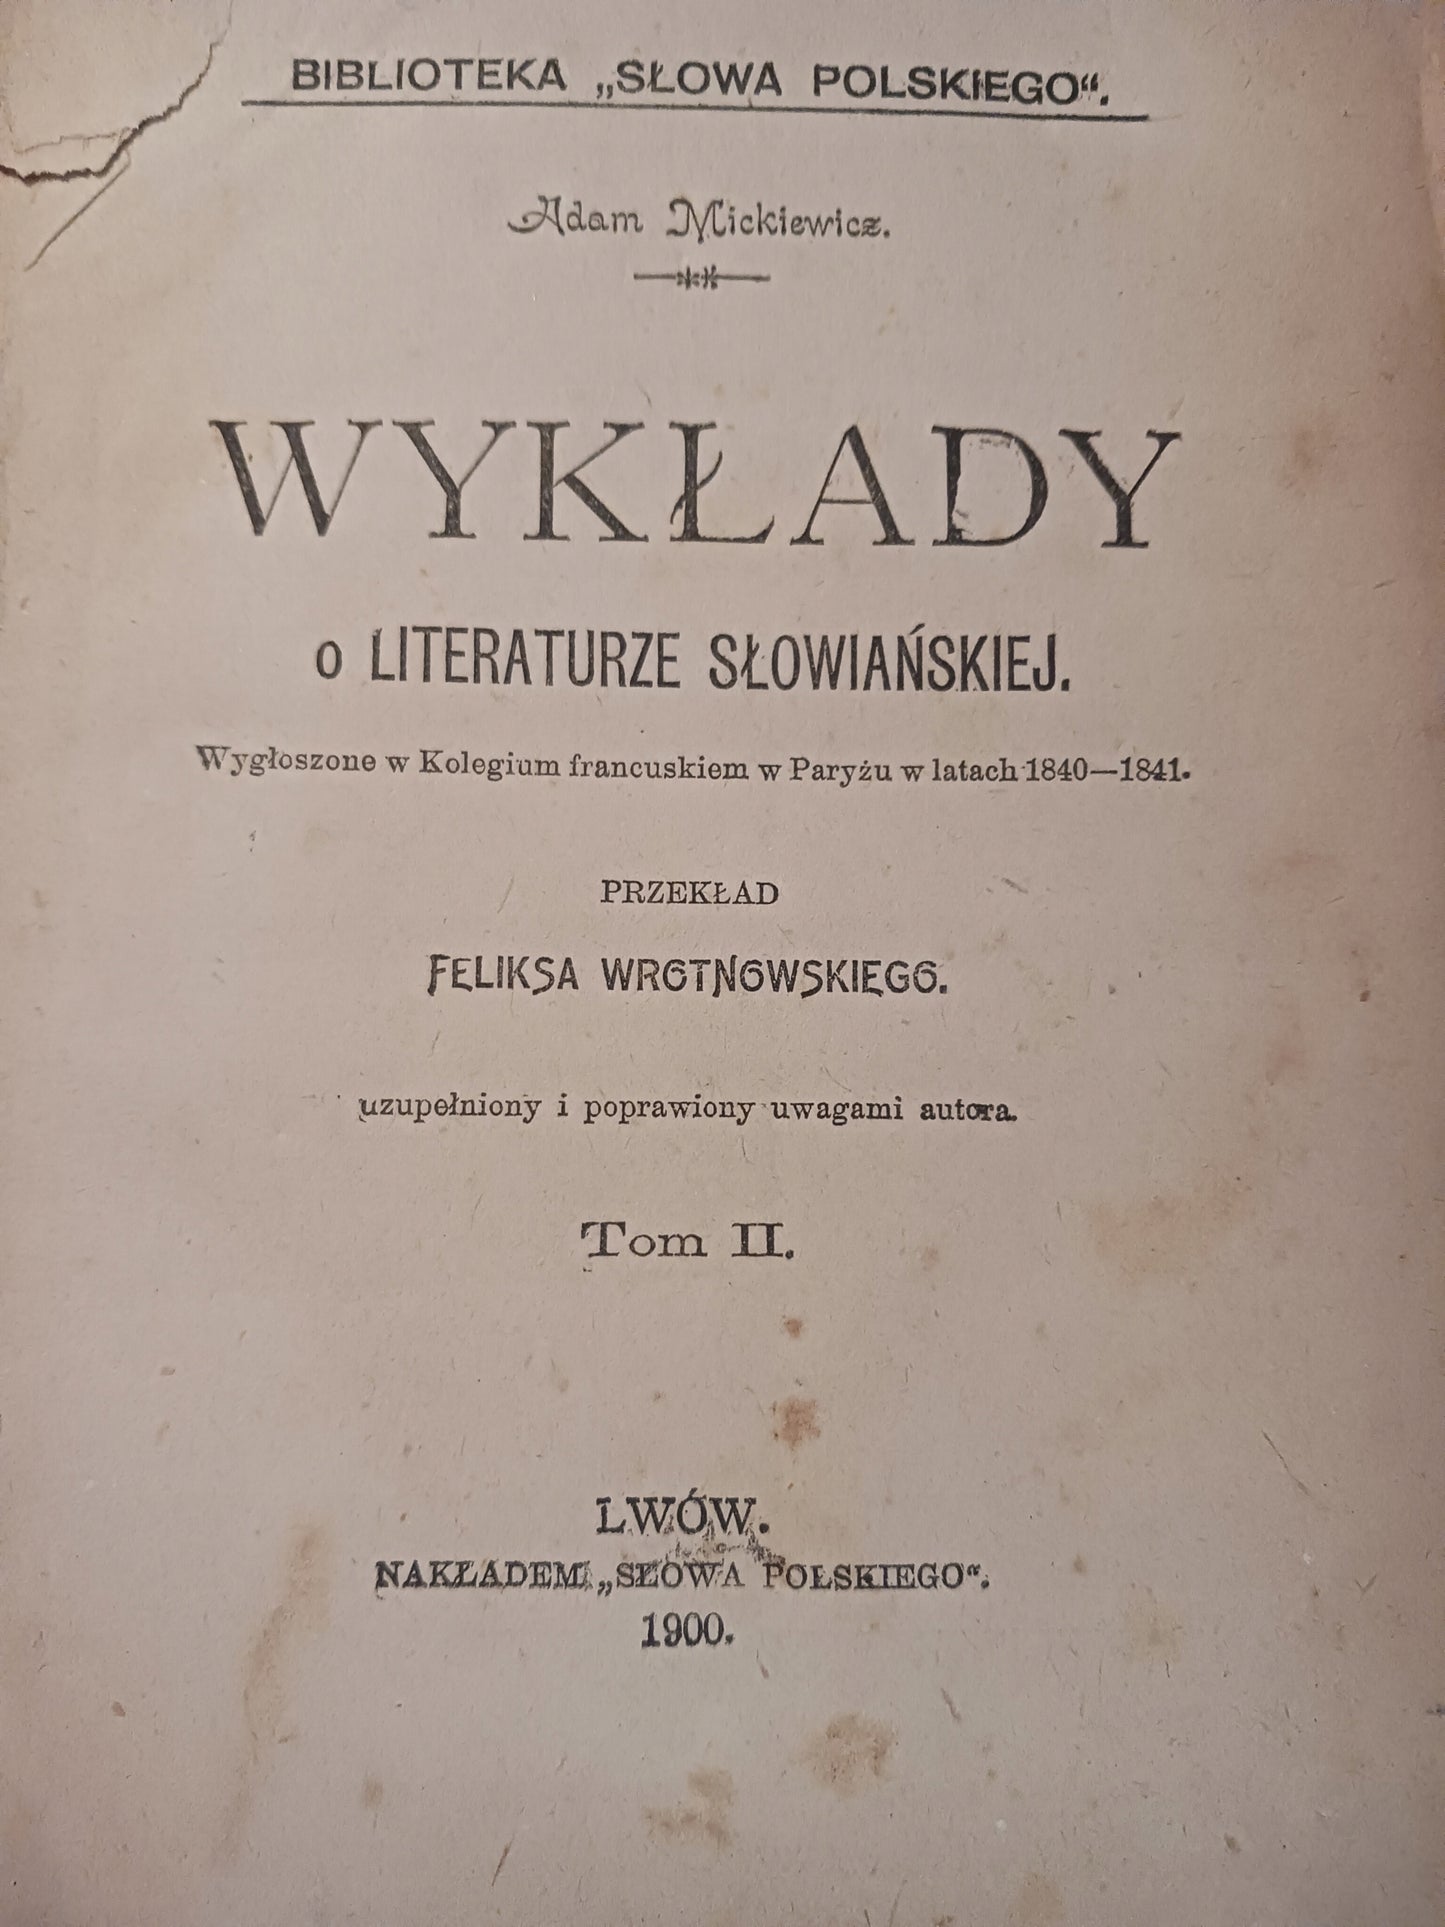 BIBLIOTEKA „SŁOWA POLSKIEGO“.
Adam Mickiewicz.
WYKŁADY
o LITERATURZE SŁOWIAŃSKIEJ.
Wygłoszone w Kolegium francuskiem w Paryżu w latach 1840—1841.
PRZEKŁAD
FELIKSA WROTNOWSKIEGO.
uzupełniony i poprawiony uwagami autora.
Tom II.
LWÓW.
NAKŁADEM „SŁOWA POLSKIEGO“.
1900.